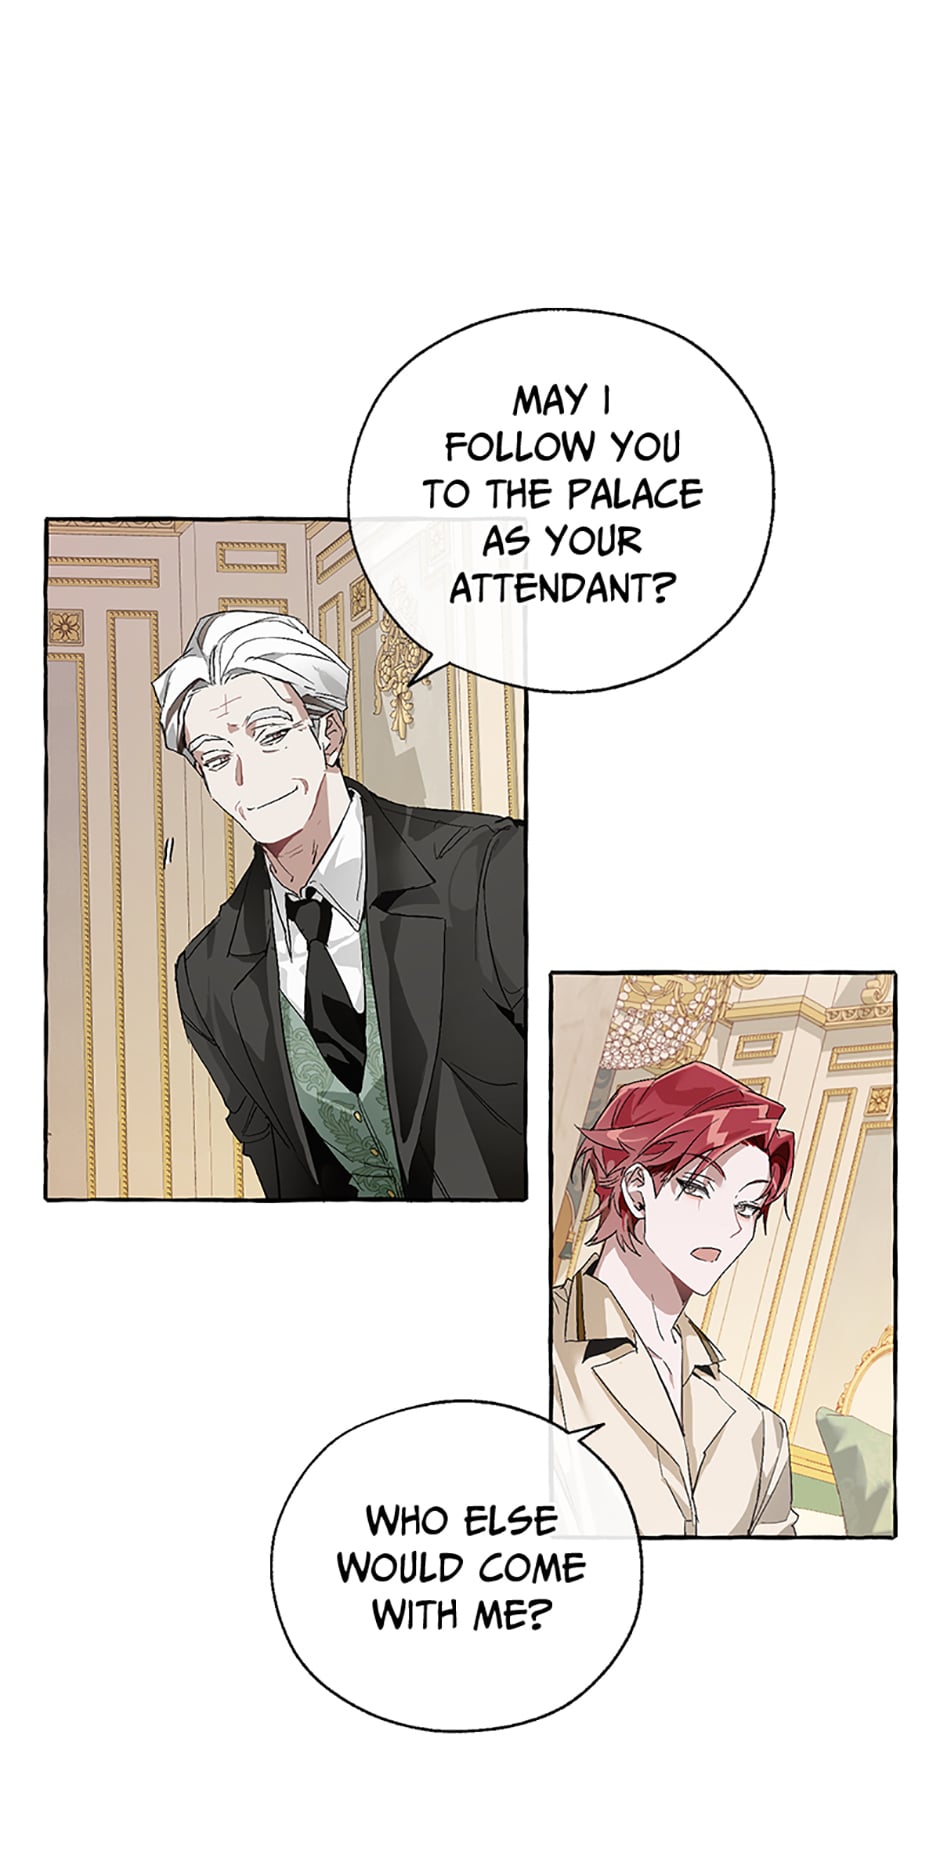 MAY I
FOLLOW YOU
TO THE PALACE
AS YOUR
ATTENDANT?
WHO ELSE
WOULD COME
WITH ME?